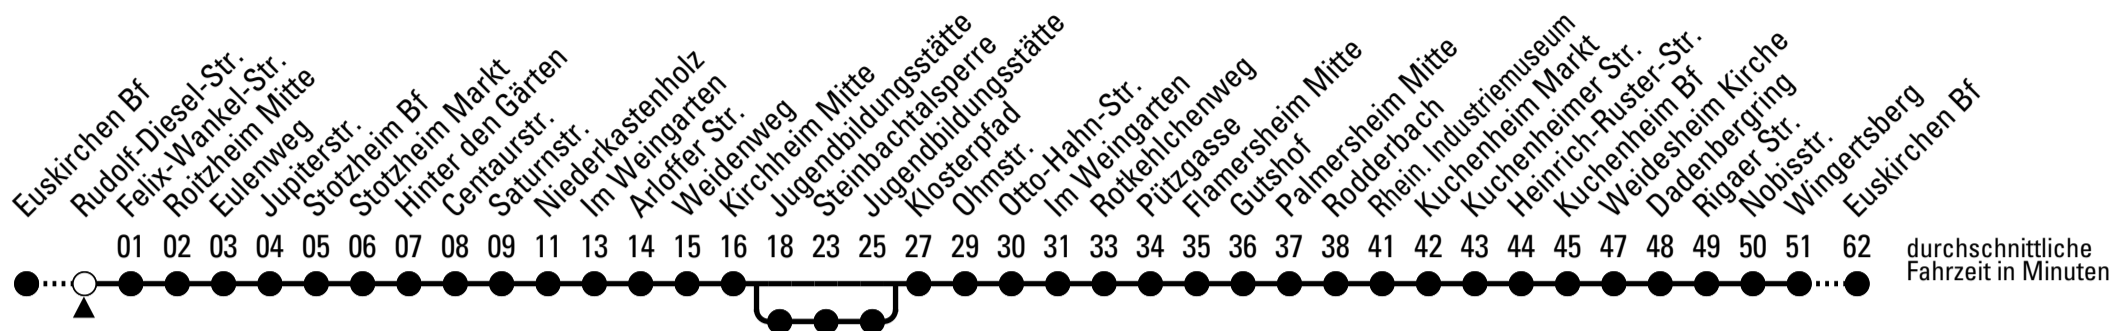 Euskirchen Bf
Rudolf-Diesel-Str.
Felix-Wankel-Str.
Roitzheim Mitte
Eulenweg
Jupiterstr.
Stotzheim Bf
Stotzheim Markt
Hinter den Gärten
Centaurstr.
Saturnstr.
Niederkastenholz
Im Weingarten
Arloffer Str.
Weidenweg
Kirchheim Mitte
Jugendbildungsstätte
Steinbachtalsperre
Jugendbildungsstätte
Klosterpfad
Ohmstr.
Otto-Hahn-Str.
Im Weingarten
Rotkehlchenweg
Pützgasse
Flamersheim Mitte
Gutshof
Palmersheim Mitte
Rodderbach
Rhein. Industriemuseum
Kuchenheim Markt
Kuchenheimer Str.
Heinrich-Ruster-Str.
Kuchenheim Bf
Weidesheim Kirche
Dadenbergring
Rigaer Str.
Nobisstr.
Wingertsberg
Euskirchen Bf
01 02 03 04 05 06 07 08 09 11 13 14 15 16 18 23 25 27 29 30 31 33 34 35 36 37 38 41 42 43 44 45 47 48 49 50 51 62
durchschnittliche
Fahrzeit in Minuten